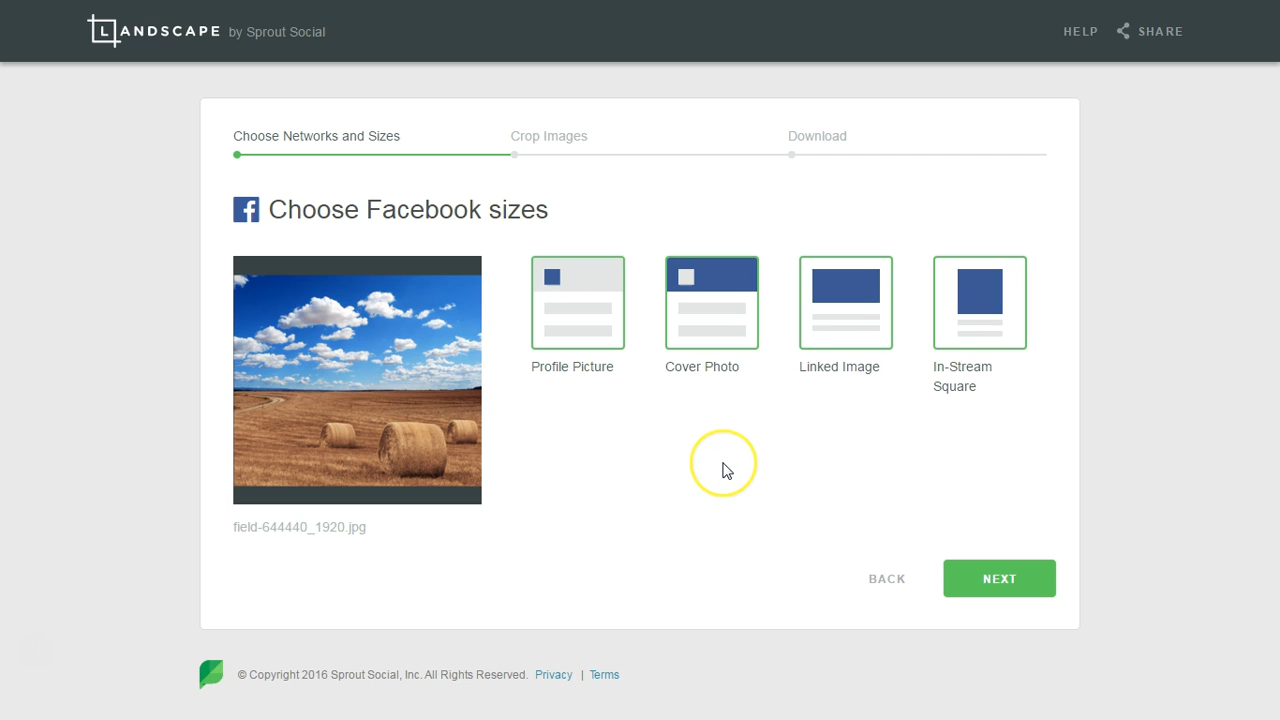 LANDSCAPE by Sprout Social
HELP
SHARE
Choose Networks and Sizes
Crop Images
Download
Choose Facebook sizes
Profile Picture
Cover Photo
Linked Image
In-Stream
Square
field-644440_1920.jpg
BACK
NEXT
© Copyright 2016 Sprout Social, Inc. All Rights Reserved. Privacy | Terms